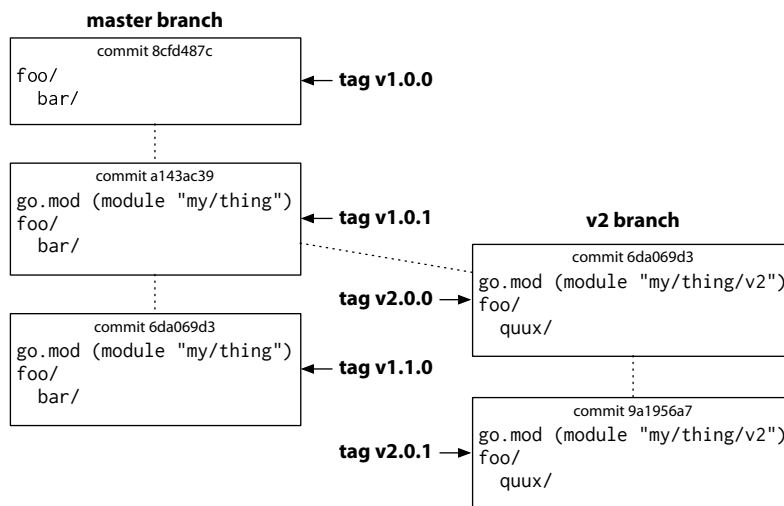 master branch
commit 8cfd487c
foo/
bar/
tag v1.0.0
commit a143ac39
go.mod (module "my/thing")
foo/
bar/
tag v1.0.1
commit 6da069d3
go.mod (module "my/thing")
foo/
bar/
tag v1.1.0
v2 branch
commit 6da069d3
go.mod (module "my/thing/v2")
foo/
quux/
tag v2.0.0
commit 9a1956a7
go.mod (module "my/thing/v2")
foo/
quux/
tag v2.0.1